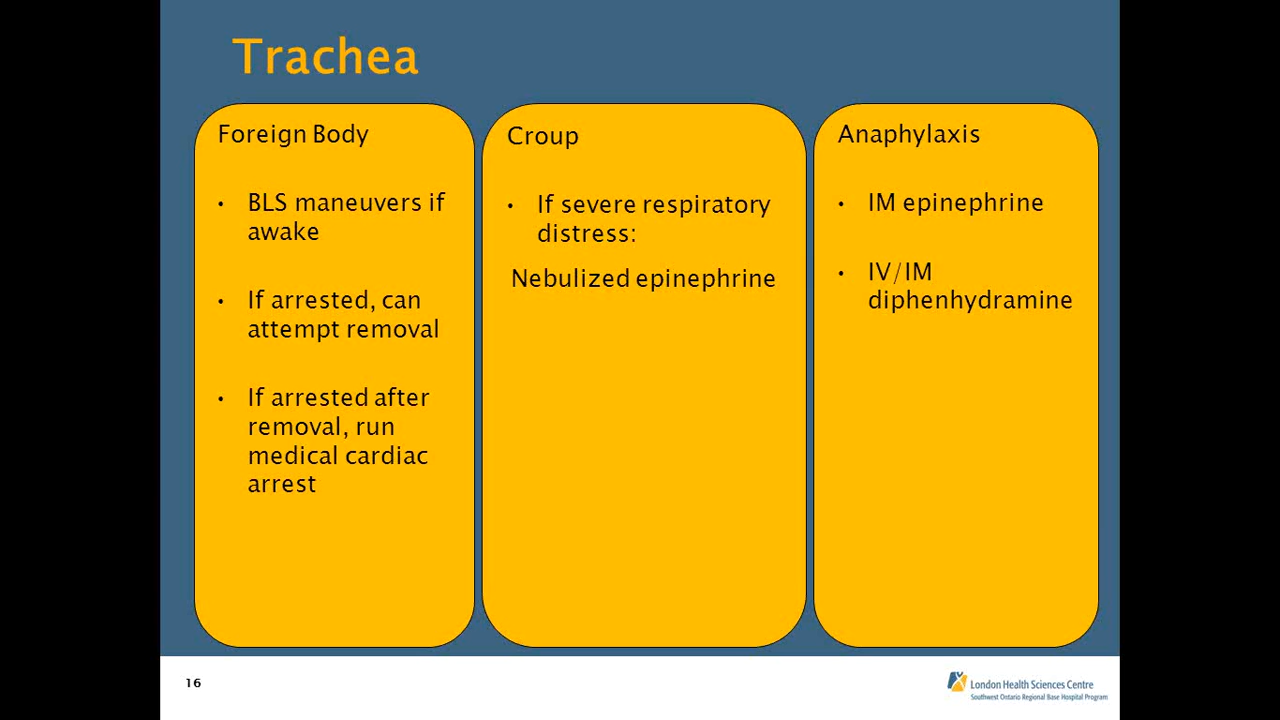 Trachea
Foreign Body
• BLS maneuvers if
awake
• If arrested, can
attempt removal
• If arrested after
removal, run
medical cardiac
arrest
Croup
• If severe respiratory
distress:
Nebulized epinephrine
Anaphylaxis
• IM epinephrine
• IV/IM
diphenhydramine
16
London Health Sciences Centre
Southwest Ontario Regional Base Hospital Program